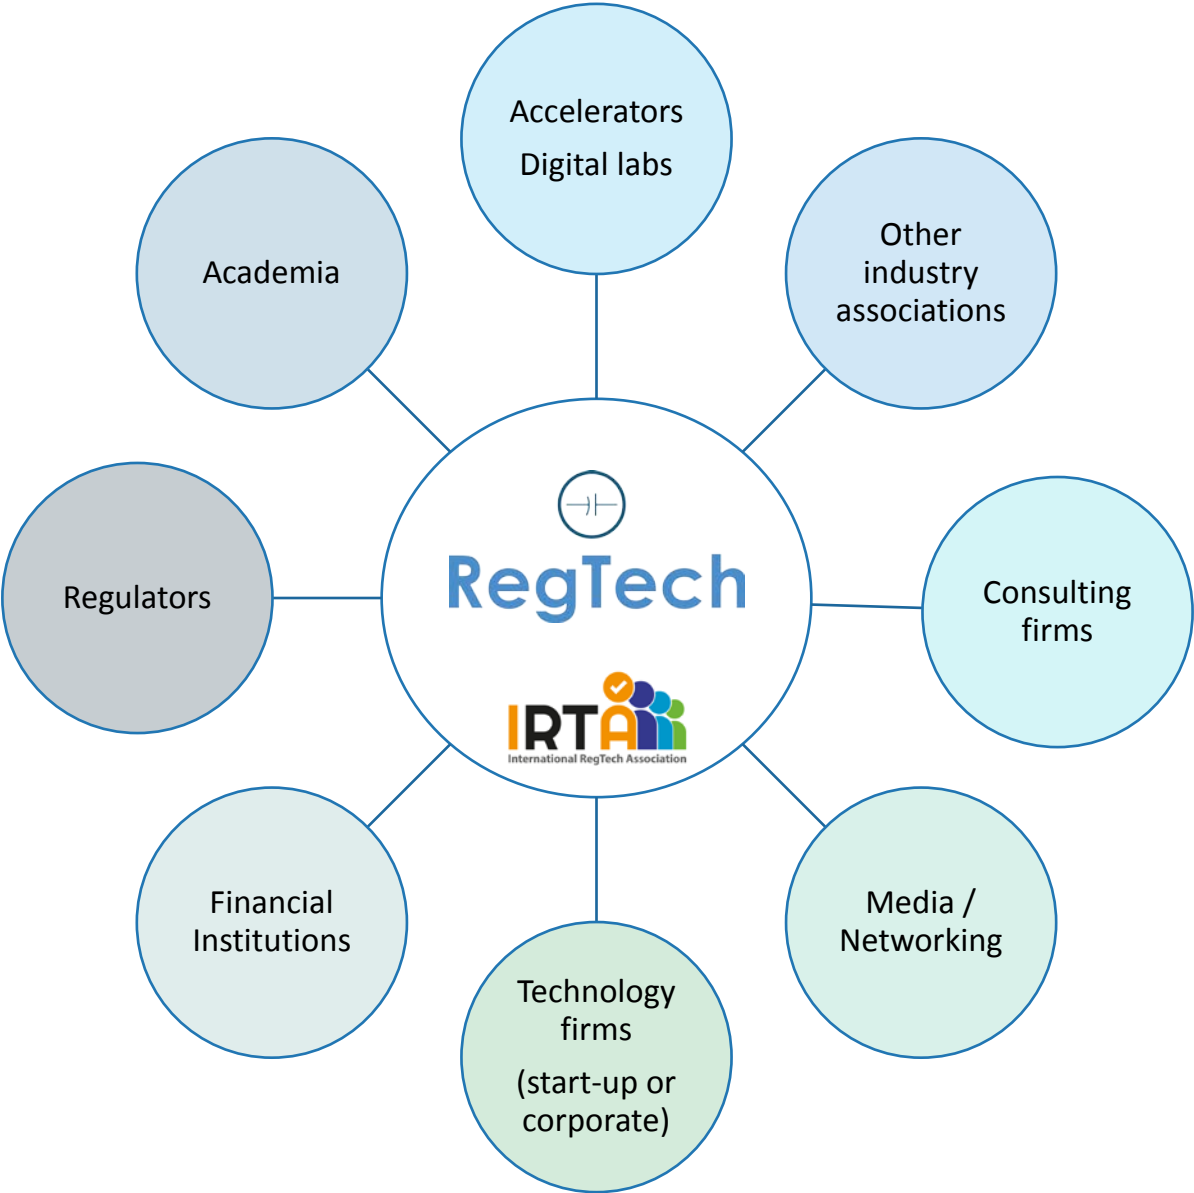 Accelerators
Digital labs
Other
industry
associations
Academia
Consulting
firms
Regulators
RegTech
IRTA
International RegTech Association
Media /
Networking
Financial
Institutions
Technology
firms
(start-up or
corporate)